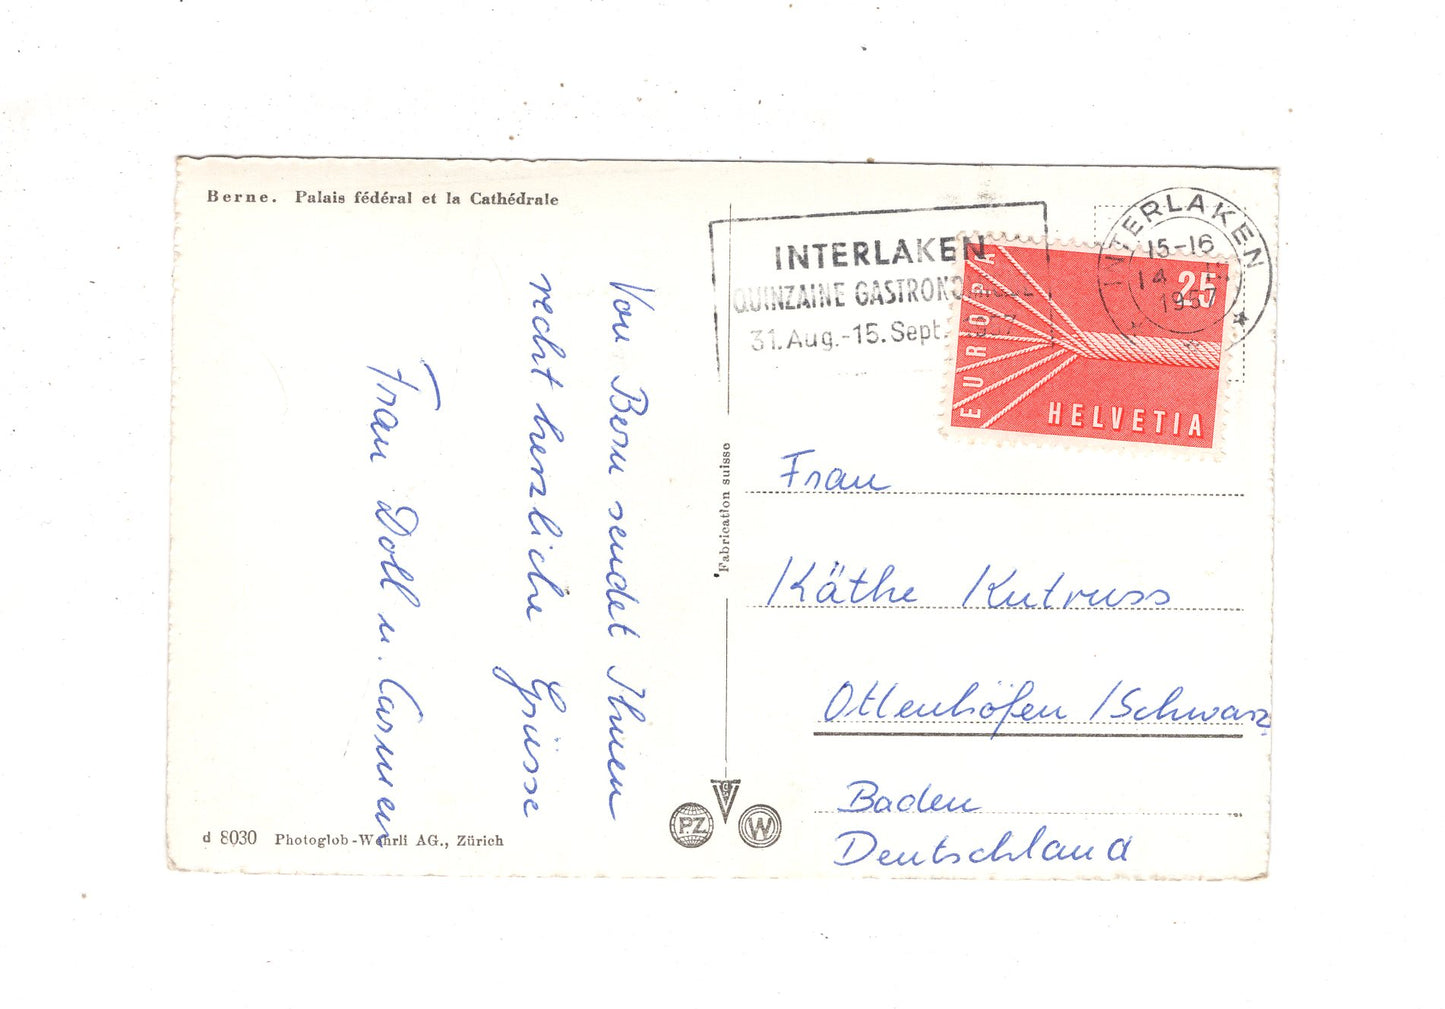 Berne. Palais fédéral et la Cathédrale
Von Bern sendet Ihnen
recht herzliche Grüsse
Frau Doll u. Carmen
d 8030 Photoglob-Wehrli AG., Zürich
Fabrication suisse
PZ
W
INTERLAKEN
QUINZAINE GASTRONOMIQUE
31. Aug.-15. Sept. 1957
INTERLAKEN
15-16
14
1957
EUROPA
25
HELVETIA
Frau
Käthe Kutruss
Ottenhöfen /Schwarz.
Baden
Deutschland